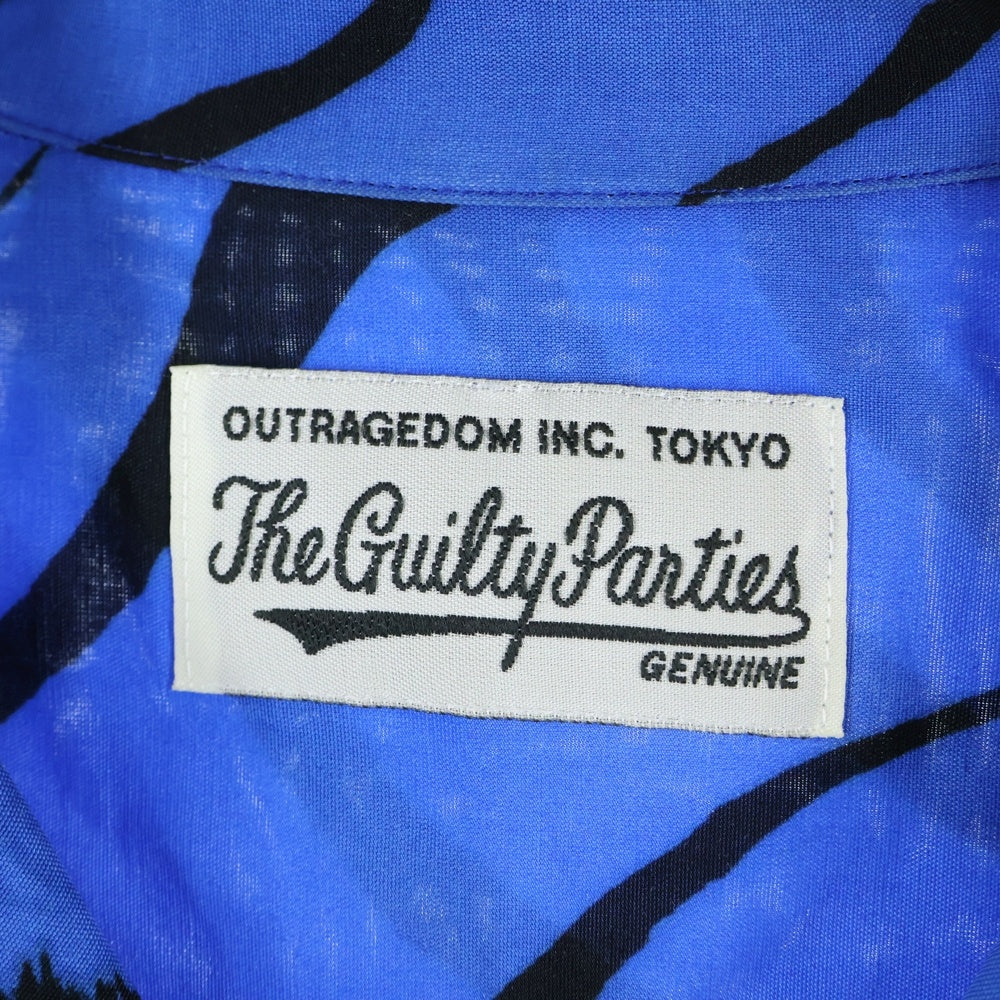 OUTRAGEDOM INC. TOKYO
The Guilty Parties
GENUINE